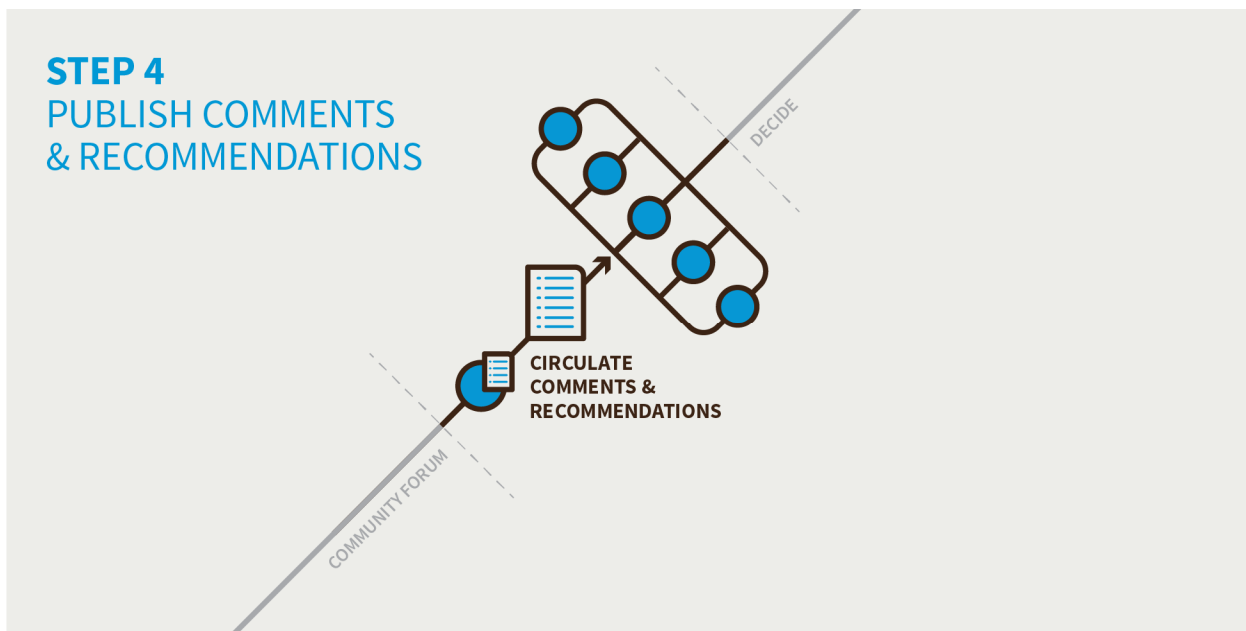 STEP 4
PUBLISH COMMENTS
& RECOMMENDATIONS
DECIDE
CIRCULATE
COMMENTS &
RECOMMENDATIONS
COMMUNITY FORUM